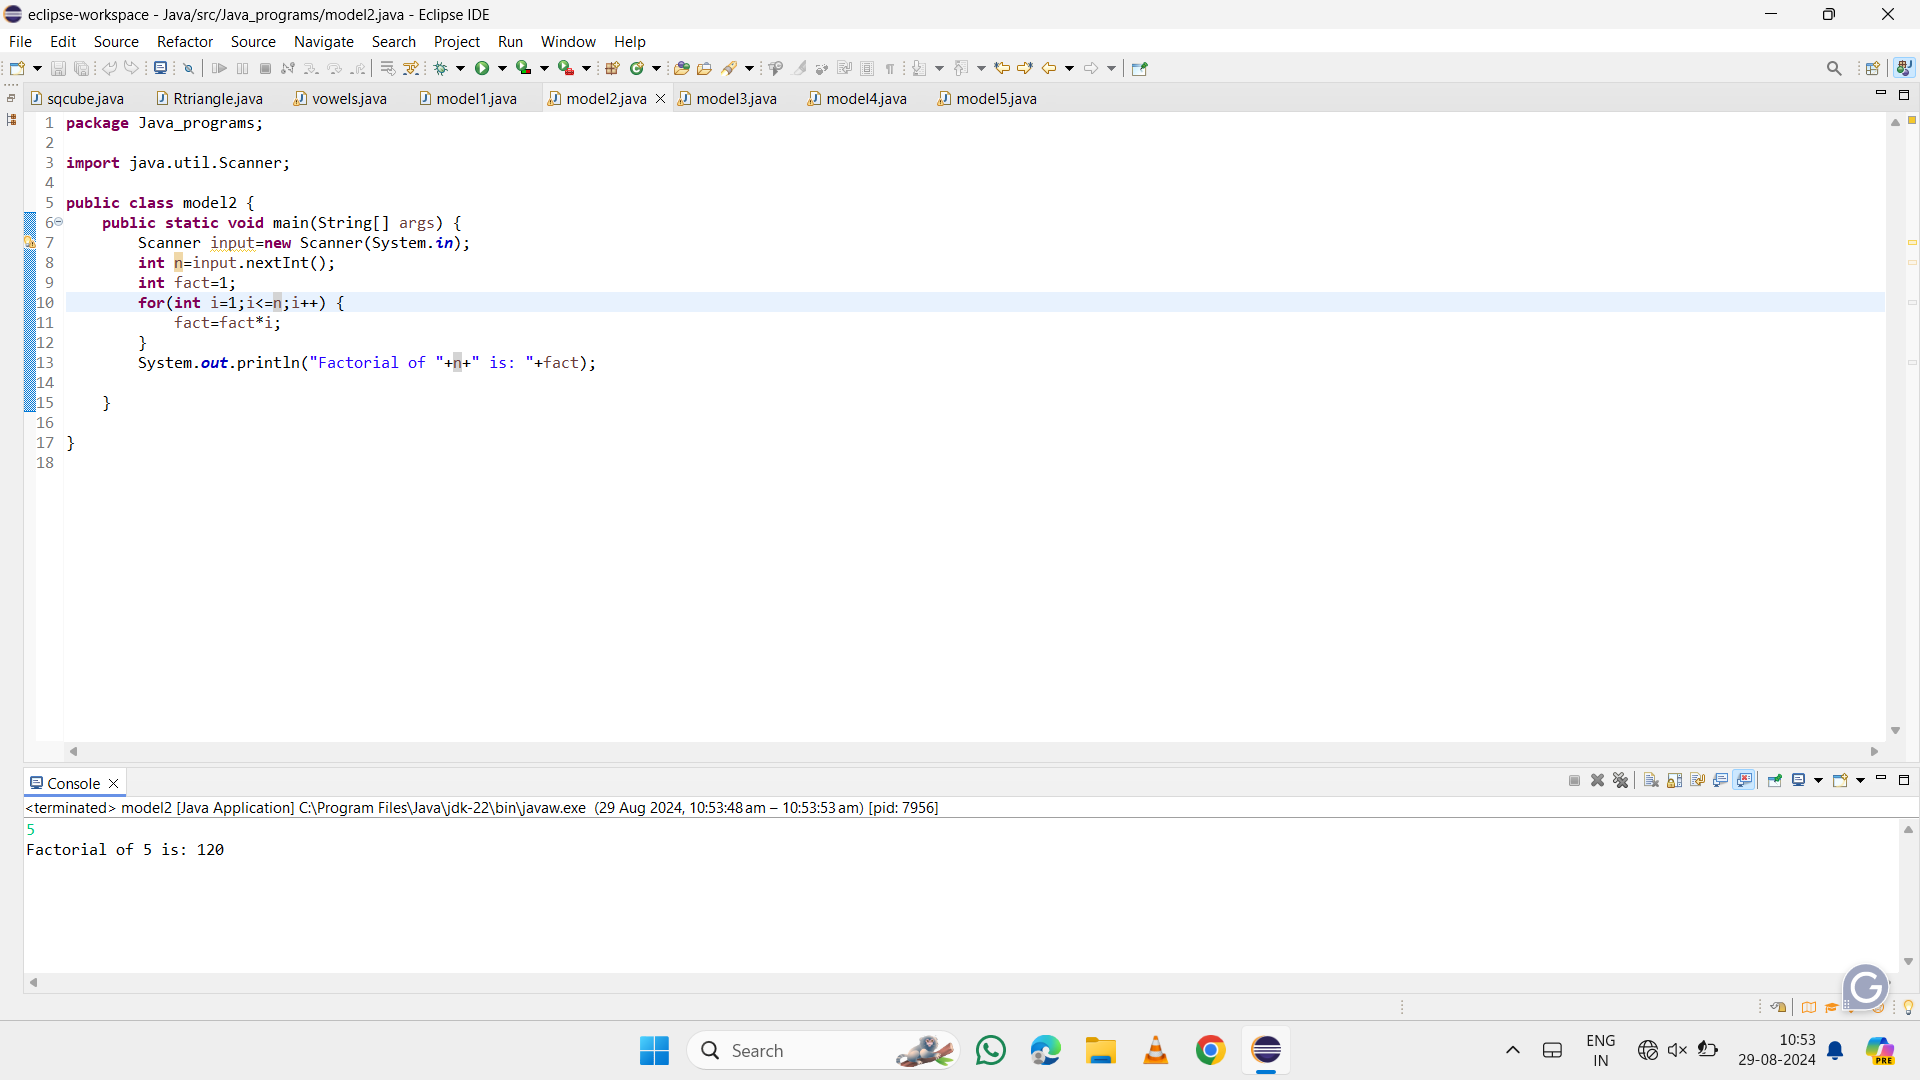 eclipse-workspace - Java/src/Java_programs/model2.java - Eclipse IDE
File Edit Source Refactor Source Navigate Search Project Run Window Help
sqcube.java Rtriangle.java vowels.java model1.java model2.java model3.java model4.java model5.java
1 package Java_programs;
2
3 import java.util.Scanner;
4
5 public class model2 {
6 public static void main(String[] args) {
7 Scanner input=new Scanner(System.in);
8 int n=input.nextInt();
9 int fact=1;
10 for(int i=1;i<=n;i++) {
11 fact=fact*i;
12 }
13 System.out.println("Factorial of "+n+" is: "+fact);
14
15 }
16
17 }
18
Console
<terminated> model2 [Java Application] C:\Program Files\Java\jdk-22\bin\javaw.exe (29 Aug 2024, 10:53:48 am – 10:53:53 am) [pid: 7956]
5
Factorial of 5 is: 120
Search
ENG
IN
10:53
29-08-2024
PRE